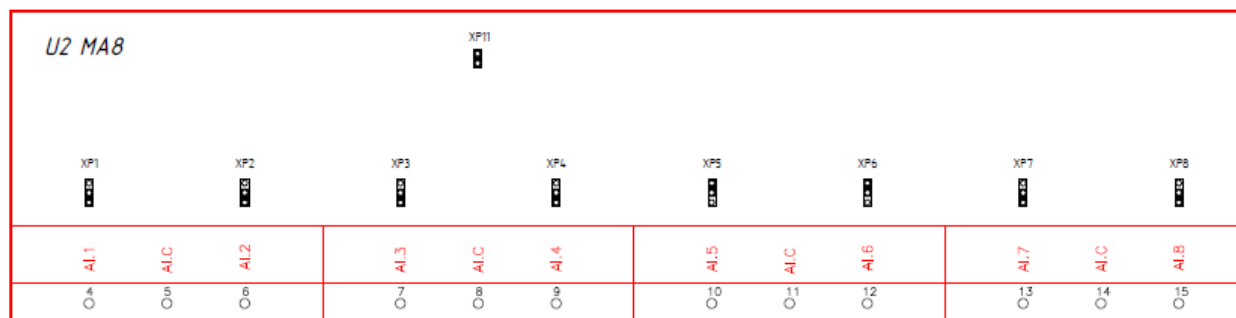 U2 MA8
XP11
XP1 XP2 XP3 XP4 XP5 XP6 XP7 XP8
AI.1 AI.C AI.2 AI.3 AI.C AI.4 AI.5 AI.C AI.6 AI.7 AI.C AI.8
4 5 6 7 8 9 10 11 12 13 14 15